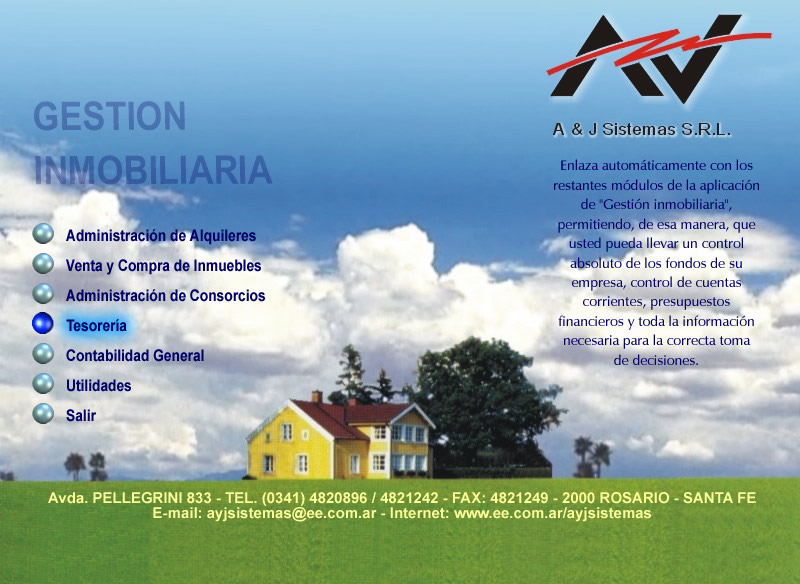 GESTION
INMOBILIARIA
Administración de Alquileres
Venta y Compra de Inmuebles
Administración de Consorcios
Tesorería
Contabilidad General
Utilidades
Salir
A & J Sistemas S.R.L.
Enlaza automáticamente con los
restantes módulos de la aplicación
de "Gestión inmobiliaria",
permitiendo, de esa manera, que
usted pueda llevar un control
absoluto de los fondos de su
empresa, control de cuentas
corrientes, presupuestos
financieros y toda la información
necesaria para la correcta toma
de decisiones.
Avda. PELLEGRINI 833 - TEL. (0341) 4820896 / 4821242 - FAX: 4821249 - 2000 ROSARIO - SANTA FE
E-mail: ayjsistemas@ee.com.ar - Internet: www.ee.com.ar/ayjsistemas